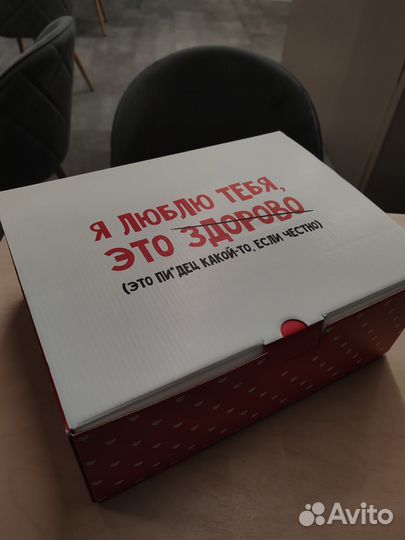 Я ЛЮБЛЮ ТЕБЯ,
ЭТО ЗДОРОВО
(ЭТО ПИ*ДЕЦ КАКОЙ-ТО, ЕСЛИ ЧЕСТНО)
Avito